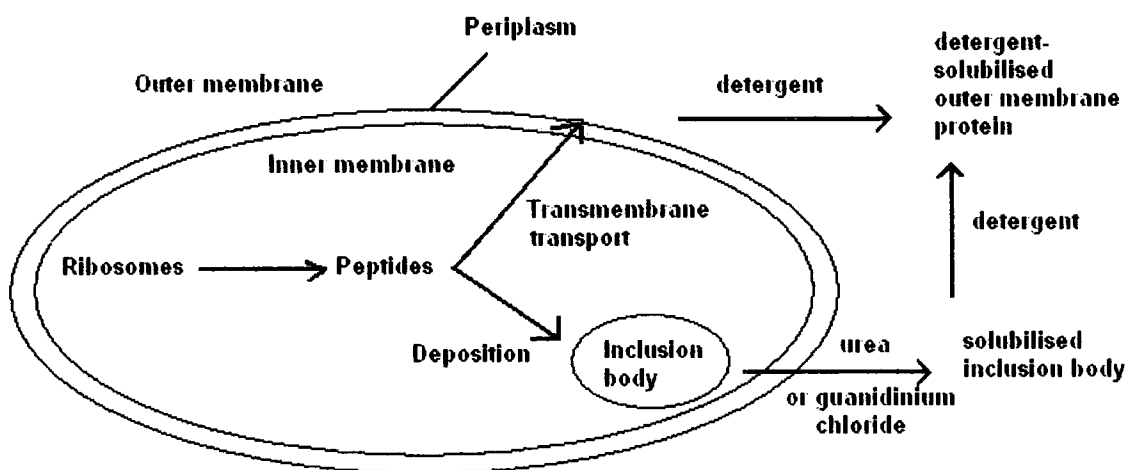 Periplasm
Outer membrane
detergent
detergent-
solubilised
outer membrane
protein
Inner membrane
Transmembrane
transport
detergent
Ribosomes
Peptides
Deposition
Inclusion
body
urea
or guanidinium
chloride
solubilised
inclusion body